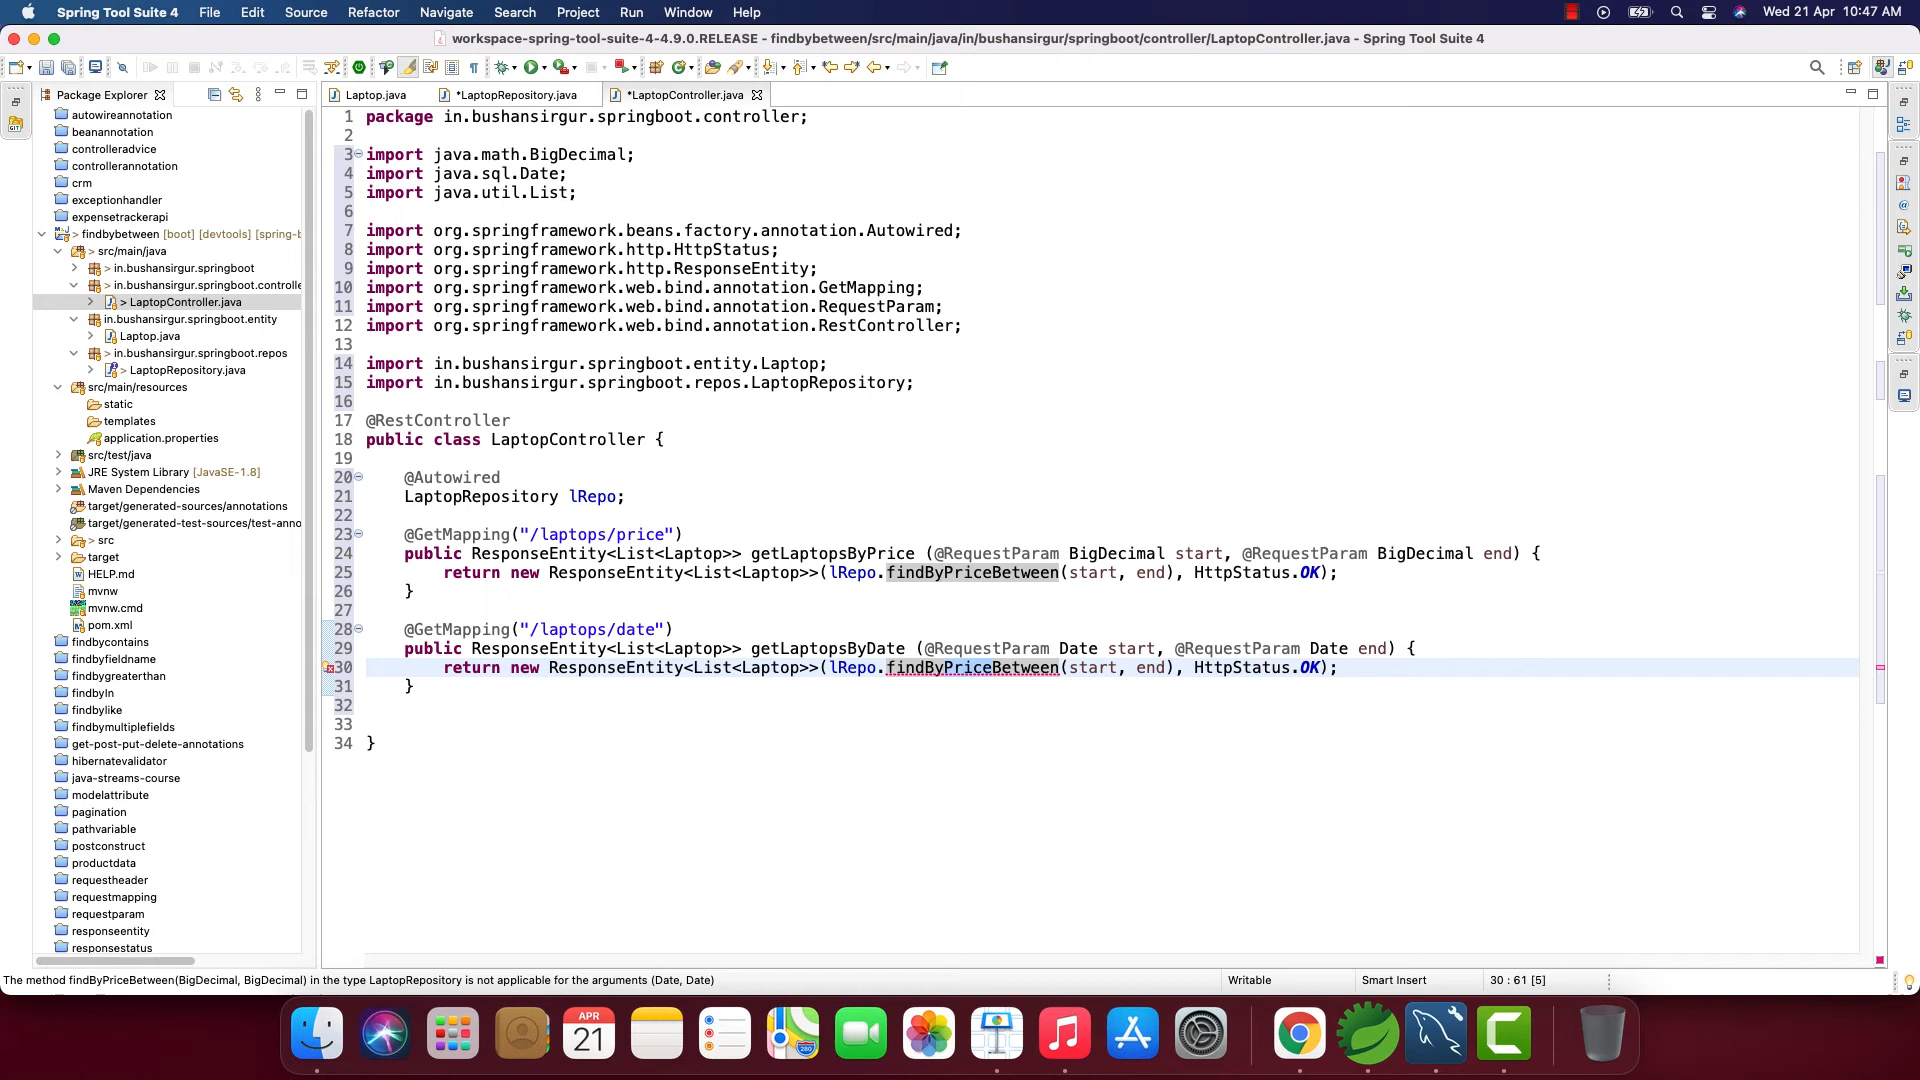 Spring Tool Suite 4 File Edit Source Refactor Navigate Search Project Run Window Help Wed 21 Apr 10:47 AM
workspace-spring-tool-suite-4-4.9.0.RELEASE - findbybetween/src/main/java/in/bushansirgur/springboot/controller/LaptopController.java - Spring Tool Suite 4
Package Explorer
Laptop.java *LaptopRepository.java *LaptopController.java
autowireannotation
beanannotation
controlleradvice
controllerannotation
crm
exceptionhandler
expensetrackerapi
> findbybetween [boot] [devtools] [spring-b
> src/main/java
> in.bushansirgur.springboot
> in.bushansirgur.springboot.controlle
> LaptopController.java
in.bushansirgur.springboot.entity
Laptop.java
> in.bushansirgur.springboot.repos
> LaptopRepository.java
src/main/resources
static
templates
application.properties
src/test/java
JRE System Library [JavaSE-1.8]
Maven Dependencies
target/generated-sources/annotations
target/generated-test-sources/test-anno
> src
target
HELP.md
mvnw
mvnw.cmd
pom.xml
findbycontains
findbyfieldname
findbygreaterthan
findbyIn
findbylike
findbymultiplefields
get-post-put-delete-annotations
hibernatevalidator
java-streams-course
modelattribute
pagination
pathvariable
postconstruct
productdata
requestheader
requestmapping
requestparam
responseentity
responsestatus
1 package in.bushansirgur.springboot.controller;
2
3 import java.math.BigDecimal;
4 import java.sql.Date;
5 import java.util.List;
6
7 import org.springframework.beans.factory.annotation.Autowired;
8 import org.springframework.http.HttpStatus;
9 import org.springframework.http.ResponseEntity;
10 import org.springframework.web.bind.annotation.GetMapping;
11 import org.springframework.web.bind.annotation.RequestParam;
12 import org.springframework.web.bind.annotation.RestController;
13
14 import in.bushansirgur.springboot.entity.Laptop;
15 import in.bushansirgur.springboot.repos.LaptopRepository;
16
17 @RestController
18 public class LaptopController {
19
20 @Autowired
21 LaptopRepository lRepo;
22
23 @GetMapping("/laptops/price")
24 public ResponseEntity<List<Laptop>> getLaptopsByPrice (@RequestParam BigDecimal start, @RequestParam BigDecimal end) {
25 return new ResponseEntity<List<Laptop>>(lRepo.findByPriceBetween(start, end), HttpStatus.OK);
26 }
27
28 @GetMapping("/laptops/date")
29 public ResponseEntity<List<Laptop>> getLaptopsByDate (@RequestParam Date start, @RequestParam Date end) {
30 return new ResponseEntity<List<Laptop>>(lRepo.findByPriceBetween(start, end), HttpStatus.OK);
31 }
32
33
34 }
The method findByPriceBetween(BigDecimal, BigDecimal) in the type LaptopRepository is not applicable for the arguments (Date, Date) Writable Smart Insert 30 : 61 [5]
APR
21
280